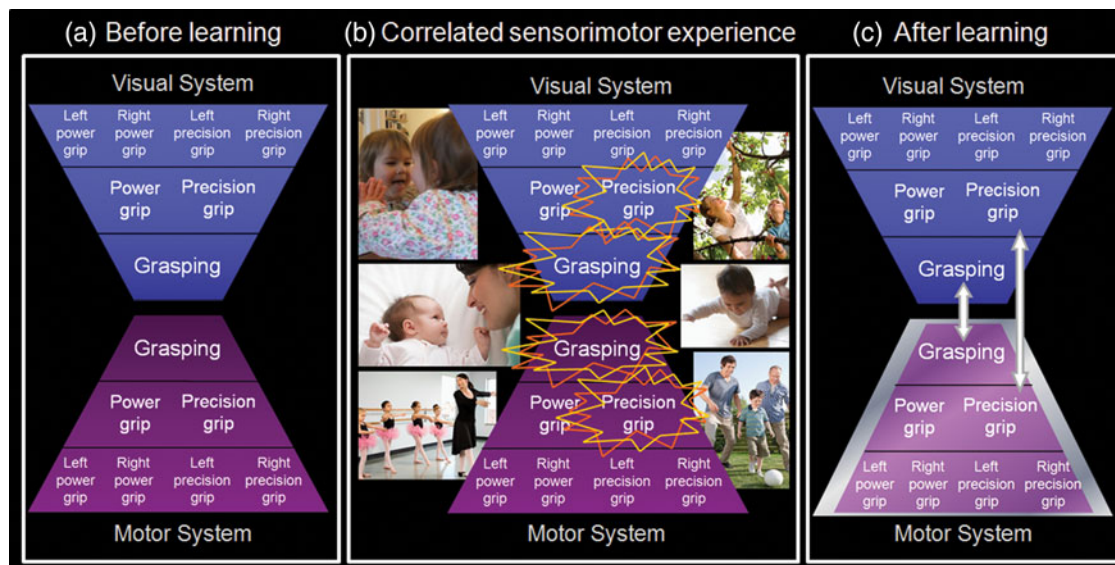 (a) Before learning
(b) Correlated sensorimotor experience
(c) After learning
Visual System
Left Right Left Right
power power precision precision
grip grip grip grip
Power Precision
grip grip
Grasping
Grasping
Power Precision
grip grip
Left Right Left Right
power power precision precision
grip grip grip grip
Motor System
Visual System
Left Right Left Right
power power precision precision
grip grip grip grip
Power Precision
grip grip
Grasping
Grasping
Power Precision
grip grip
Left Right Left Right
power power precision precision
grip grip grip grip
Motor System
Visual System
Left Right Left Right
power power precision precision
grip grip grip grip
Power Precision
grip grip
Grasping
Grasping
Power Precision
grip grip
Left Right Left Right
power power precision precision
grip grip grip grip
Motor System